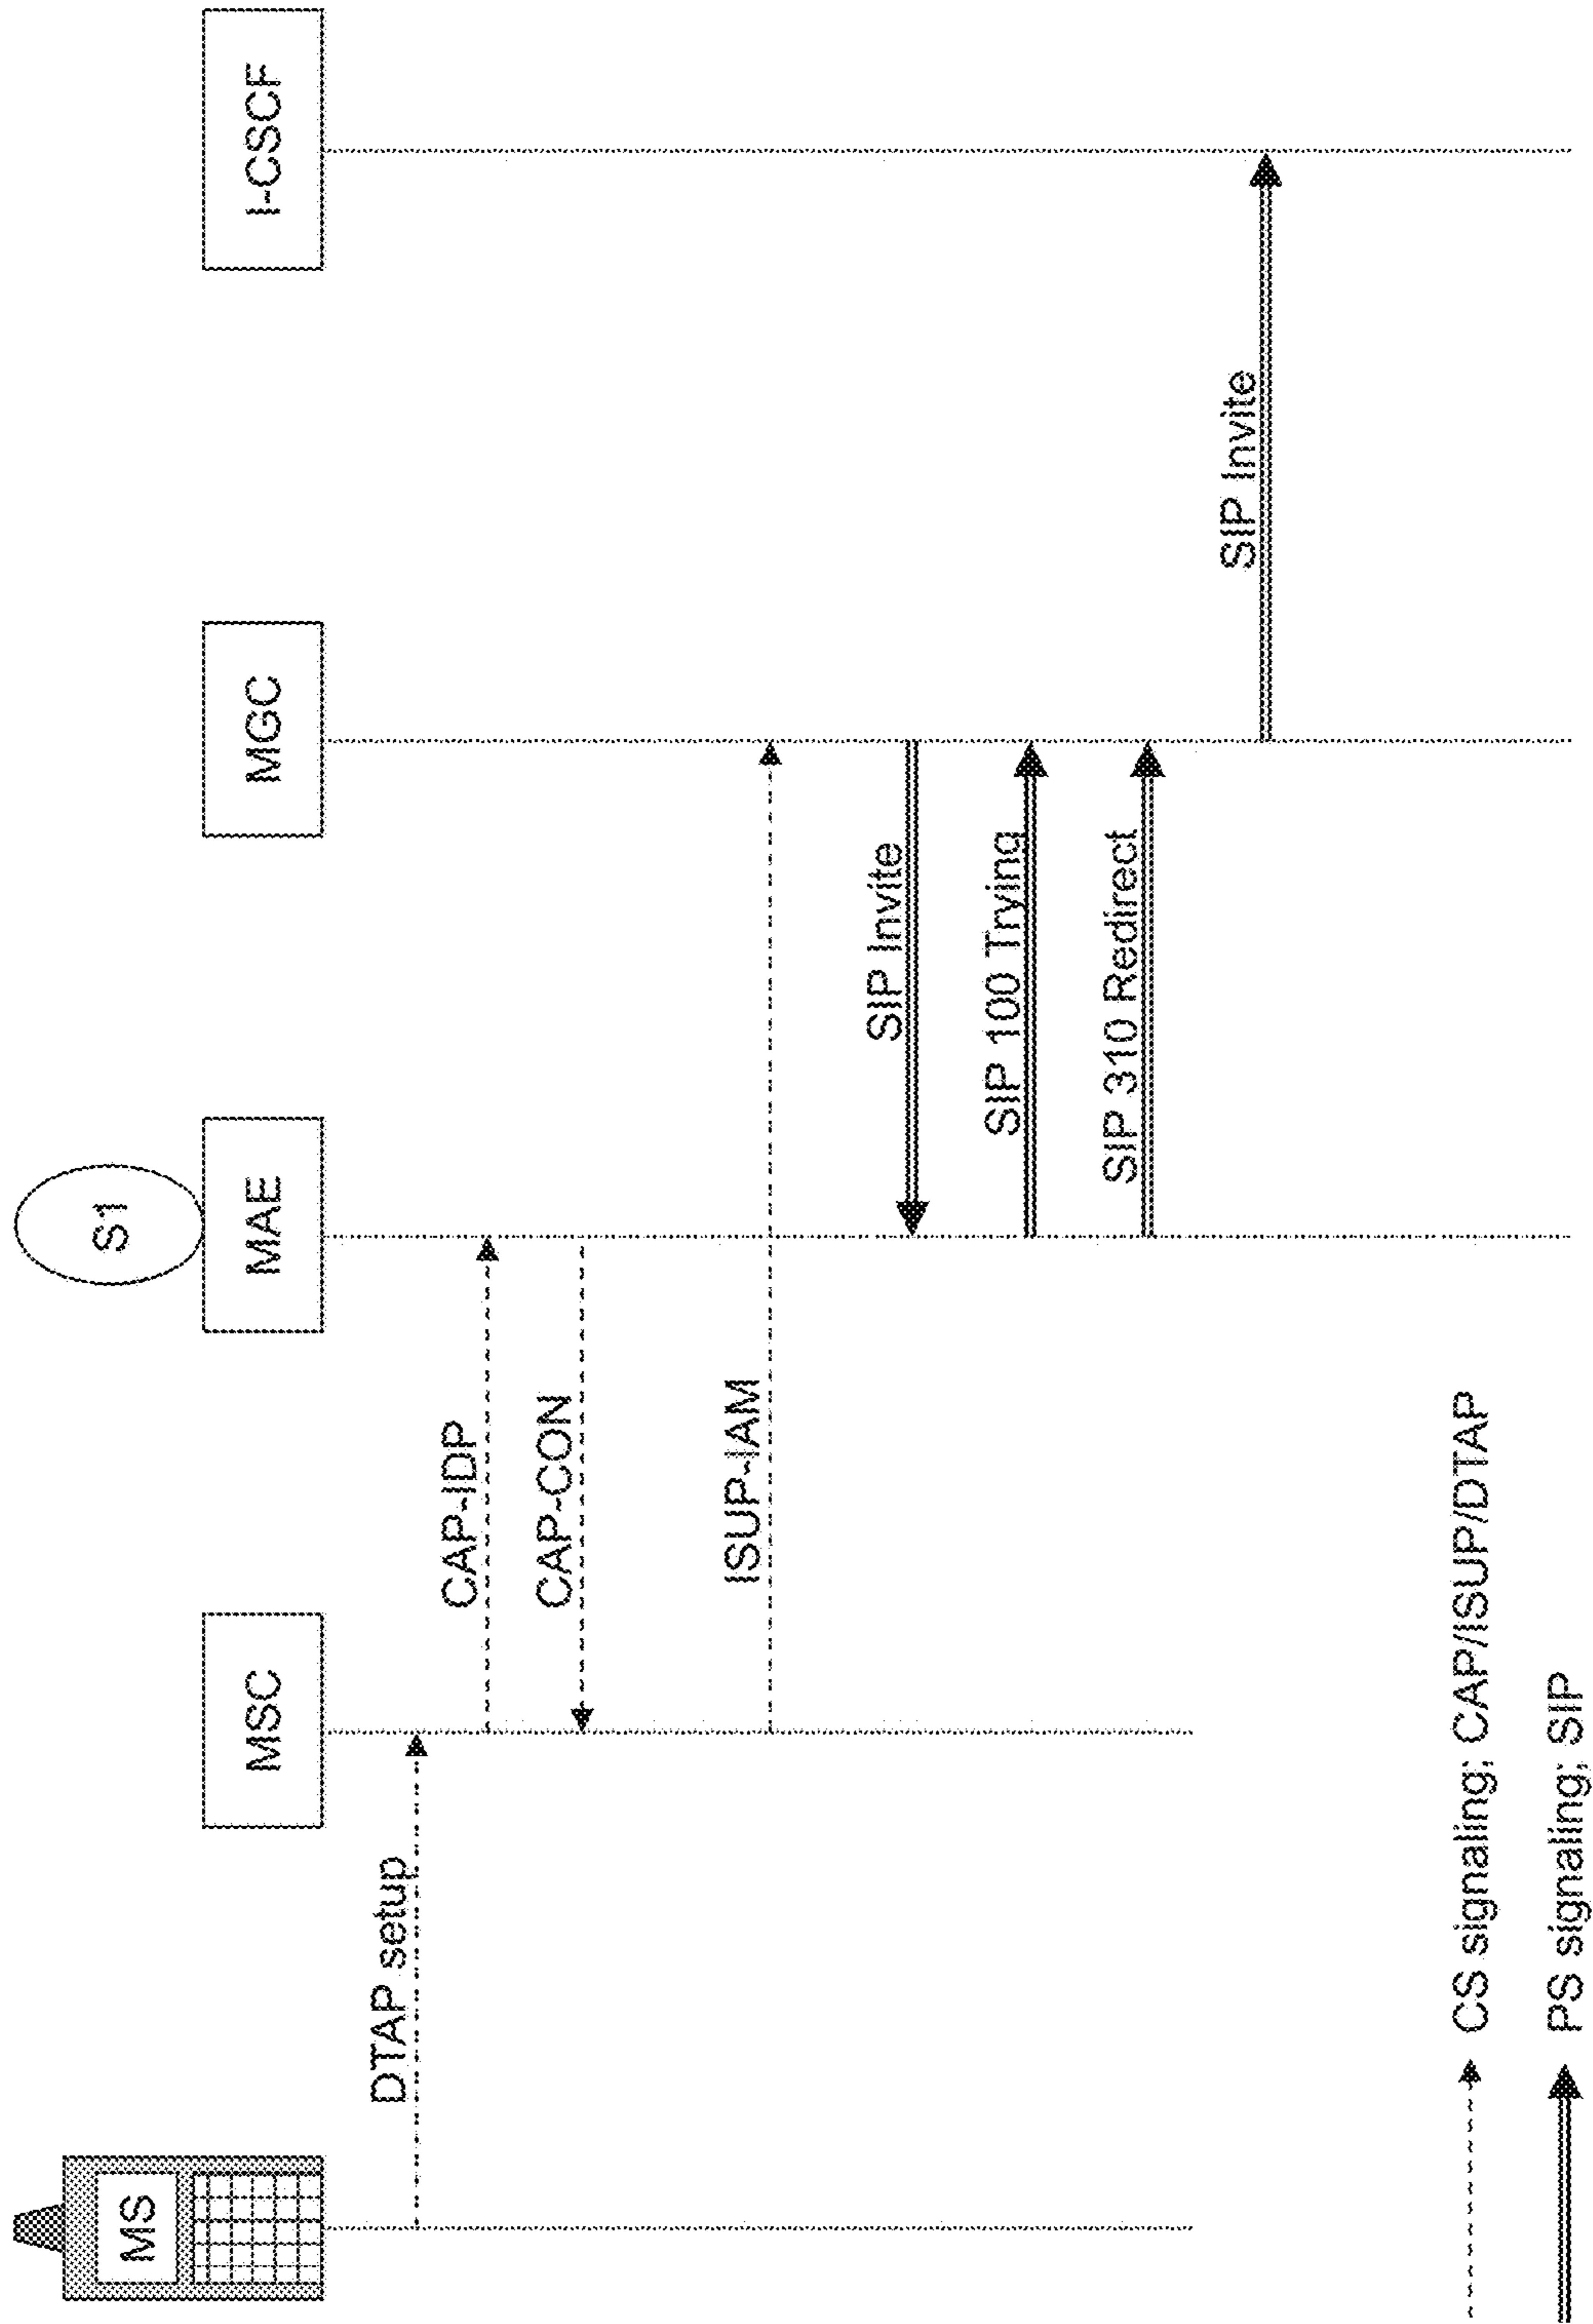 S1
MS
MSC
MAE
MGC
I-CSCF
DTAP setup
CAP-IDP
CAP-CON
ISUP-IAM
SIP Invite
SIP 100 Trying
SIP 310 Redirect
SIP Invite
CS signaling; CAP/ISUP/DTAP
PS signaling; SIP